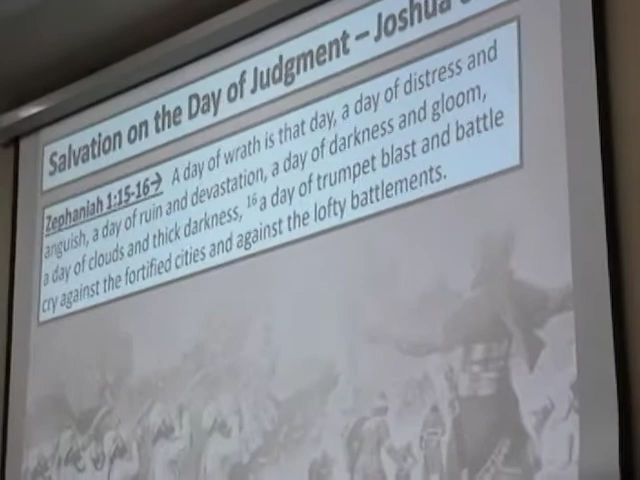 Salvation on the Day of Judgment – Joshua
Zephaniah 1:15-16→ A day of wrath is that day, a day of distress and
anguish, a day of ruin and devastation, a day of darkness and gloom,
a day of clouds and thick darkness, 16 a day of trumpet blast and battle
cry against the fortified cities and against the lofty battlements.